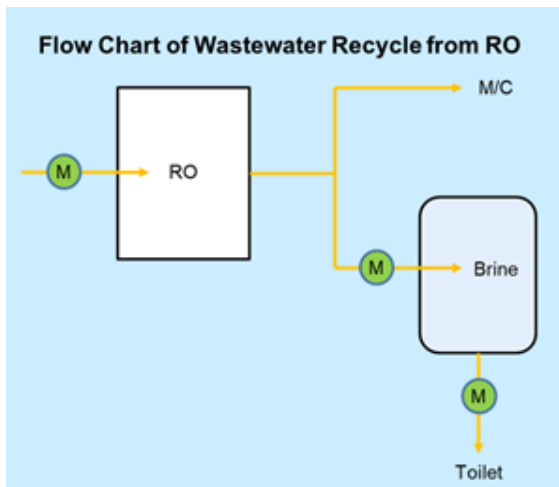 Flow Chart of Wastewater Recycle from RO
M/C
M
RO
M
Brine
M
Toilet